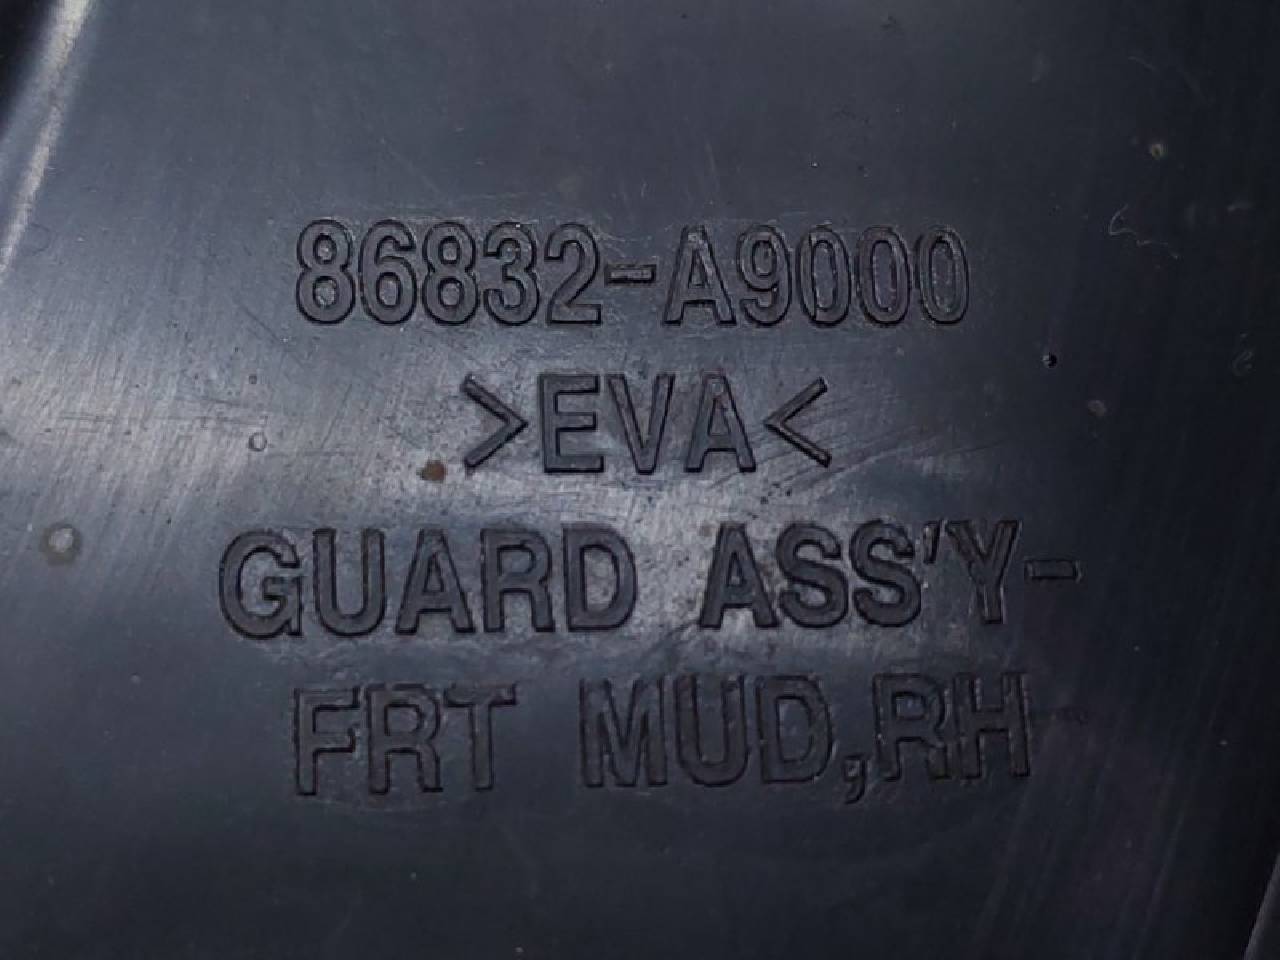 86832-A9000
>EVA<
GUARD ASS'Y-
FRT MUD,RH